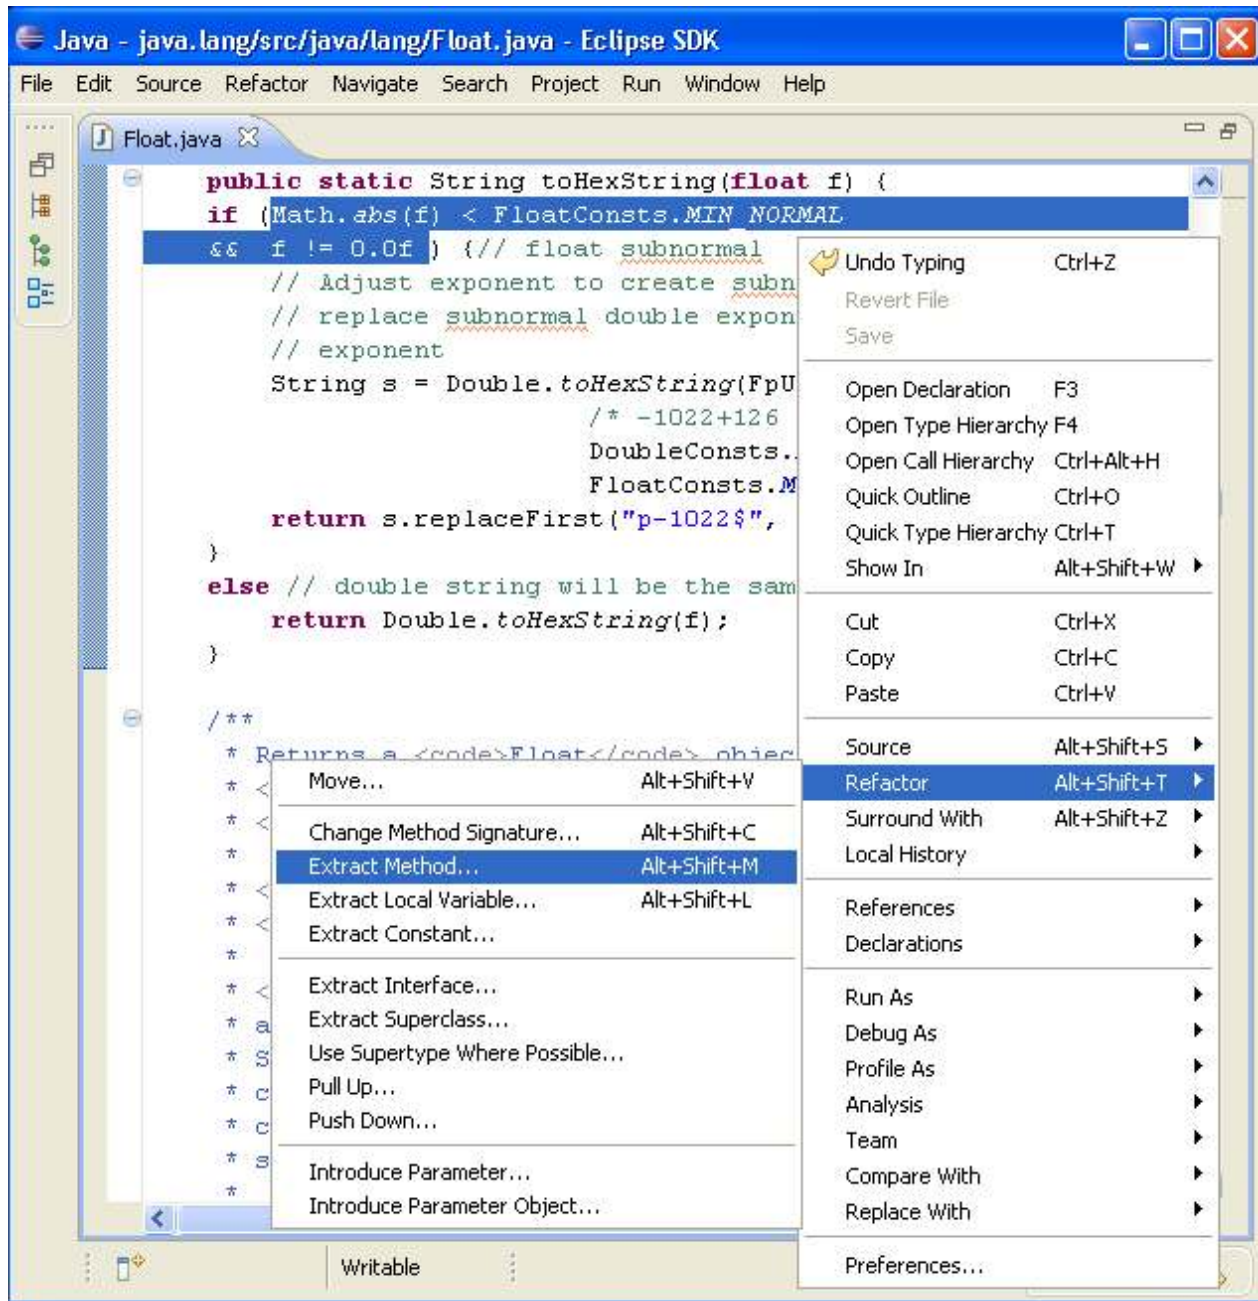 Java - java.lang/src/java/lang/Float.java - Eclipse SDK
File Edit Source Refactor Navigate Search Project Run Window Help
Float.java
public static String toHexString(float f) {
if (Math.abs(f) < FloatConsts.MIN_NORMAL
&& f != 0.0f ) {// float subnormal
// Adjust exponent to create subn
// replace subnormal double expon
// exponent
String s = Double.toHexString(FpU
/* -1022+126
DoubleConsts.
FloatConsts.M
return s.replaceFirst("p-1022$",
}
else // double string will be the sam
return Double.toHexString(f);
}
/**
* Returns a <code>Float</code> objec
* <
* <
*
* <
* <
*
* <
* a
* S
* c
* c
* s
*
Undo Typing Ctrl+Z
Revert File
Save
Open Declaration F3
Open Type Hierarchy F4
Open Call Hierarchy Ctrl+Alt+H
Quick Outline Ctrl+O
Quick Type Hierarchy Ctrl+T
Show In Alt+Shift+W
Cut Ctrl+X
Copy Ctrl+C
Paste Ctrl+V
Source Alt+Shift+S
Refactor Alt+Shift+T
Surround With Alt+Shift+Z
Local History
References
Declarations
Run As
Debug As
Profile As
Analysis
Team
Compare With
Replace With
Preferences...
Move... Alt+Shift+V
Change Method Signature... Alt+Shift+C
Extract Method... Alt+Shift+M
Extract Local Variable... Alt+Shift+L
Extract Constant...
Extract Interface...
Extract Superclass...
Use Supertype Where Possible...
Pull Up...
Push Down...
Introduce Parameter...
Introduce Parameter Object...
Writable